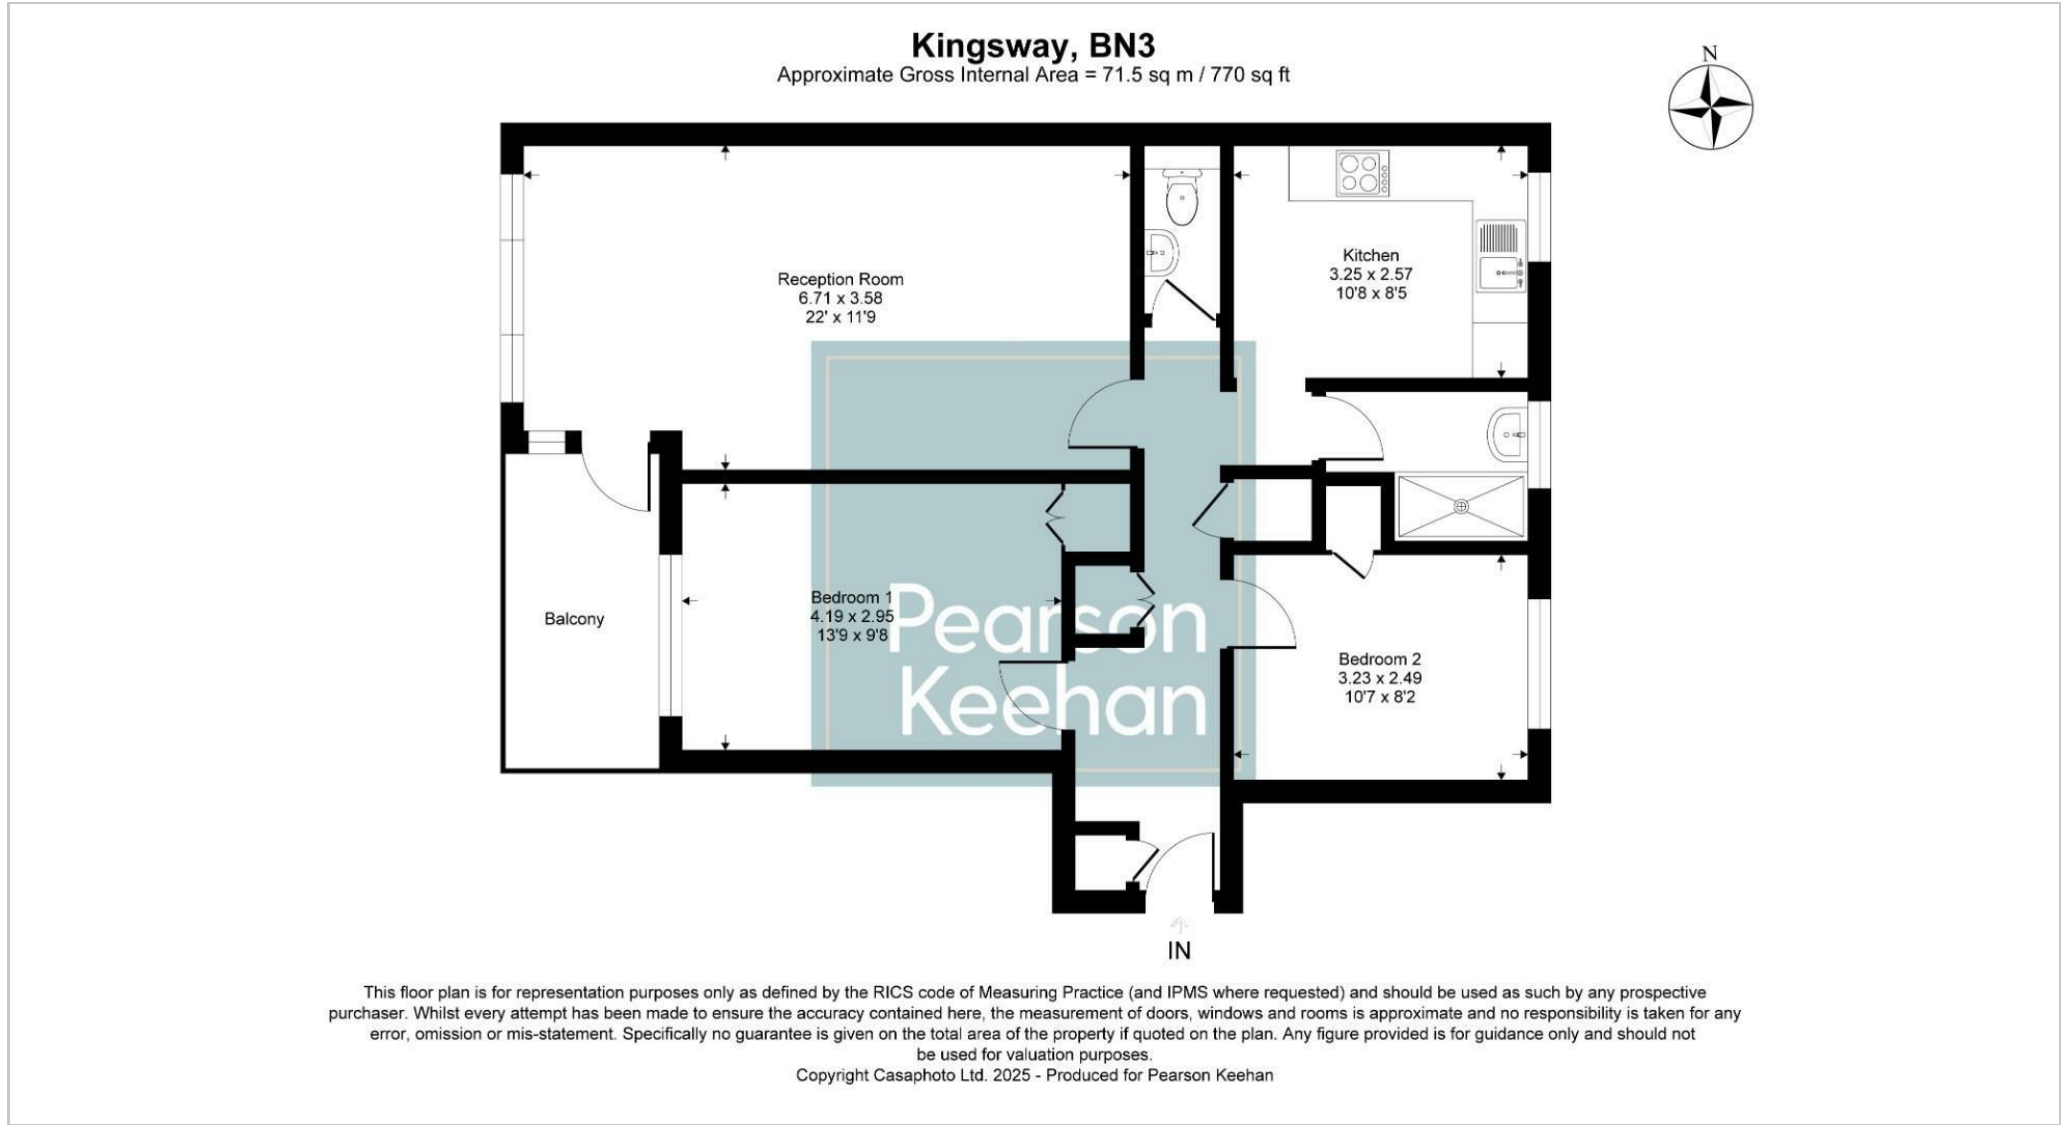 Kingsway, BN3
Approximate Gross Internal Area = 71.5 sq m / 770 sq ft
N
Reception Room
6.71 x 3.58
22' x 11'9
Kitchen
3.25 x 2.57
10'8 x 8'5
Bedroom 1
4.19 x 2.95
13'9 x 9'8
Balcony
Pearson
Keehan
Bedroom 2
3.23 x 2.49
10'7 x 8'2
IN
This floor plan is for representation purposes only as defined by the RICS code of Measuring Practice (and IPMS where requested) and should be used as such by any prospective
purchaser. Whilst every attempt has been made to ensure the accuracy contained here, the measurement of doors, windows and rooms is approximate and no responsibility is taken for any
error, omission or mis-statement. Specifically no guarantee is given on the total area of the property if quoted on the plan. Any figure provided is for guidance only and should not
be used for valuation purposes.
Copyright Casaphoto Ltd. 2025 - Produced for Pearson Keehan